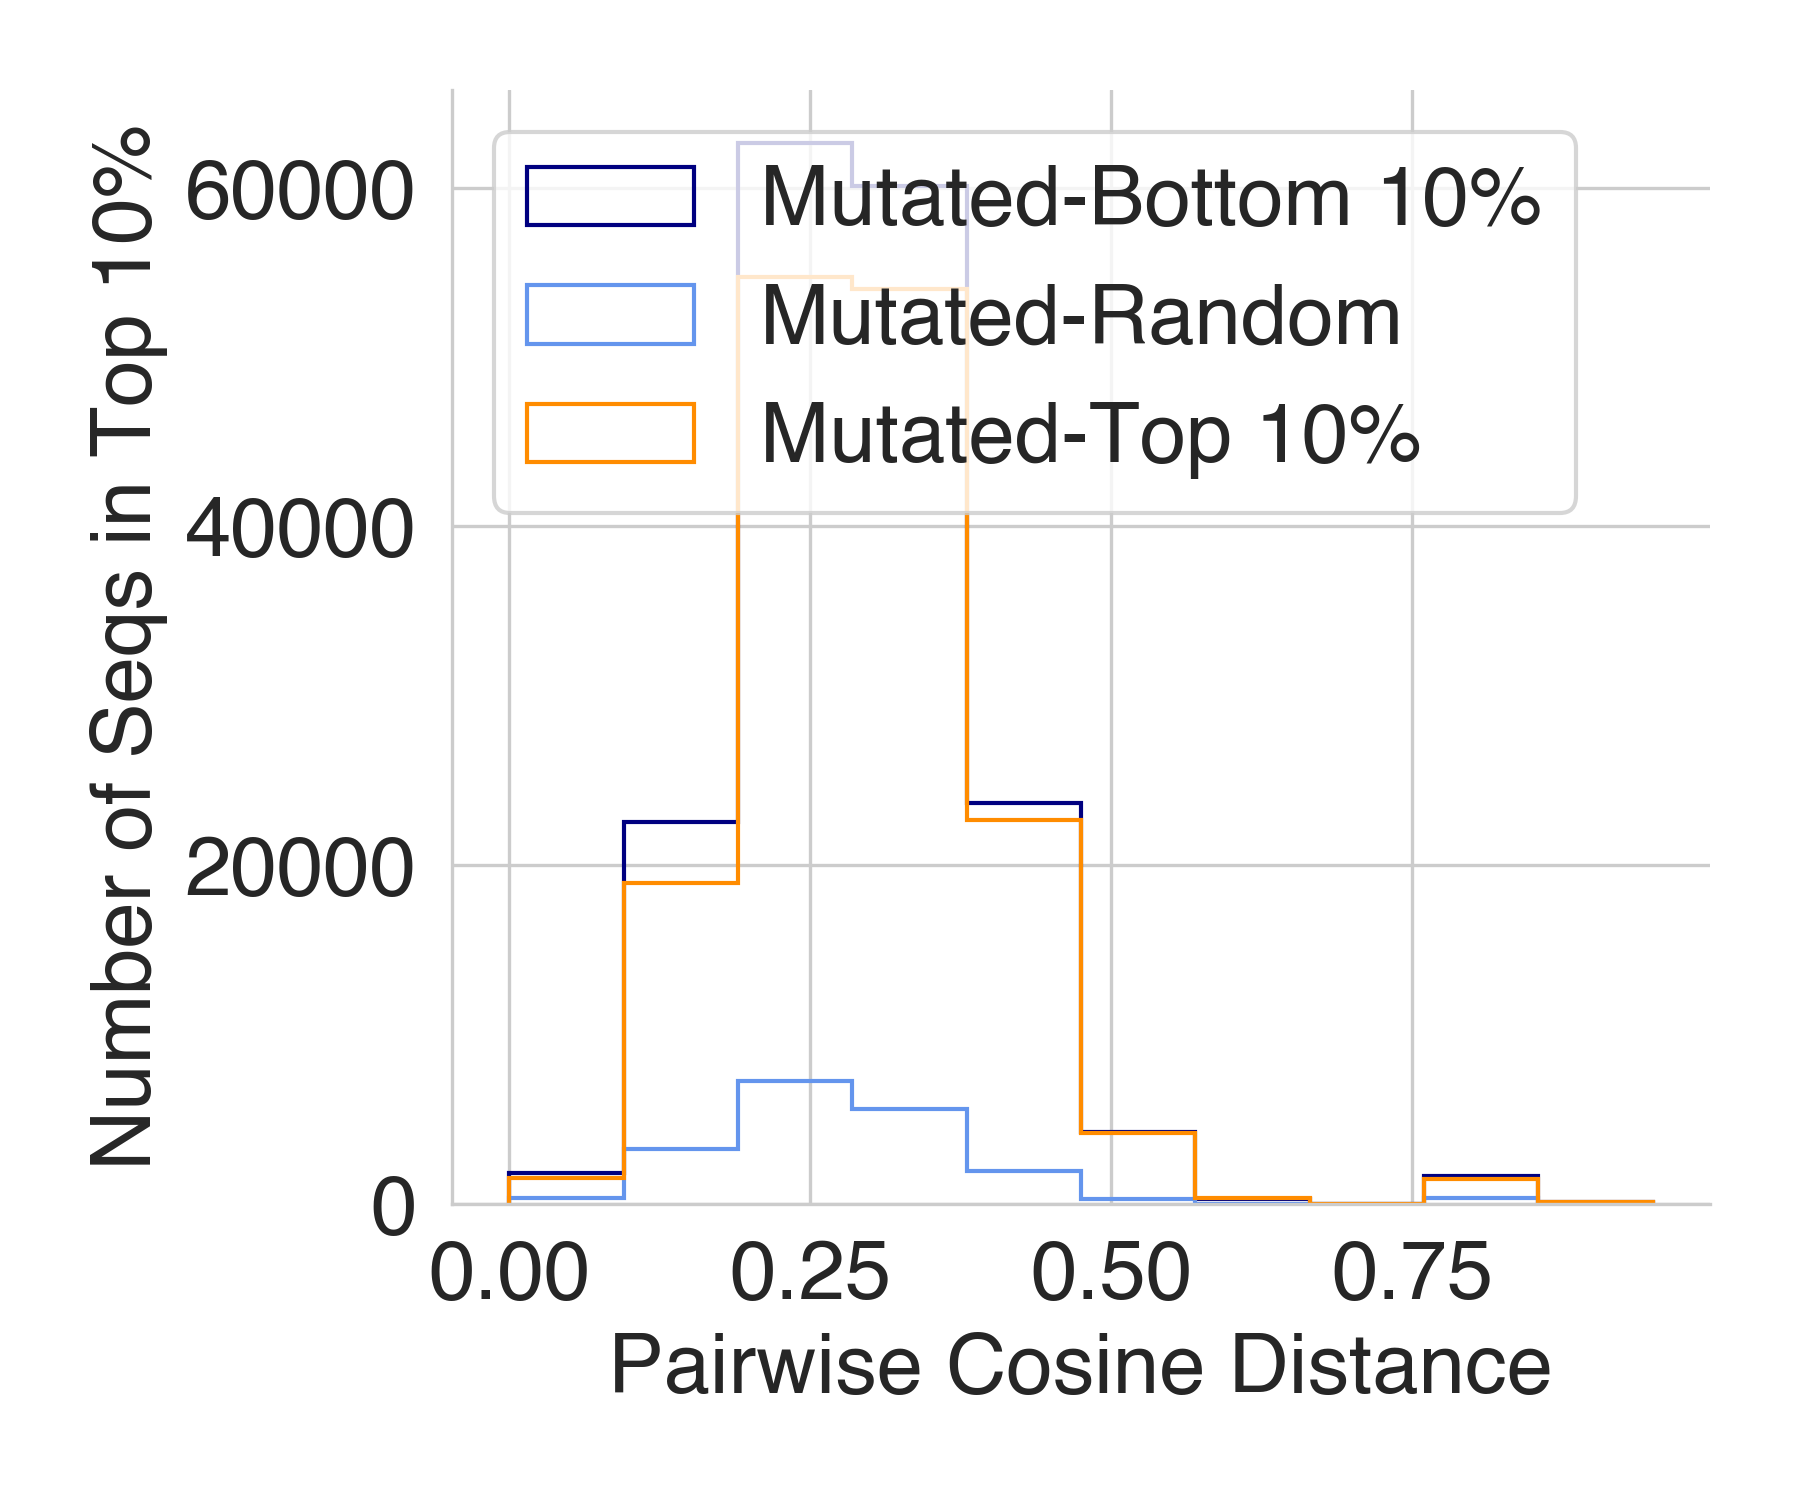 Number of Seqs in Top 10%
60000
40000
20000
0
Mutated-Bottom 10%
Mutated-Random
Mutated-Top 10%
0.00 0.25 0.50 0.75
Pairwise Cosine Distance